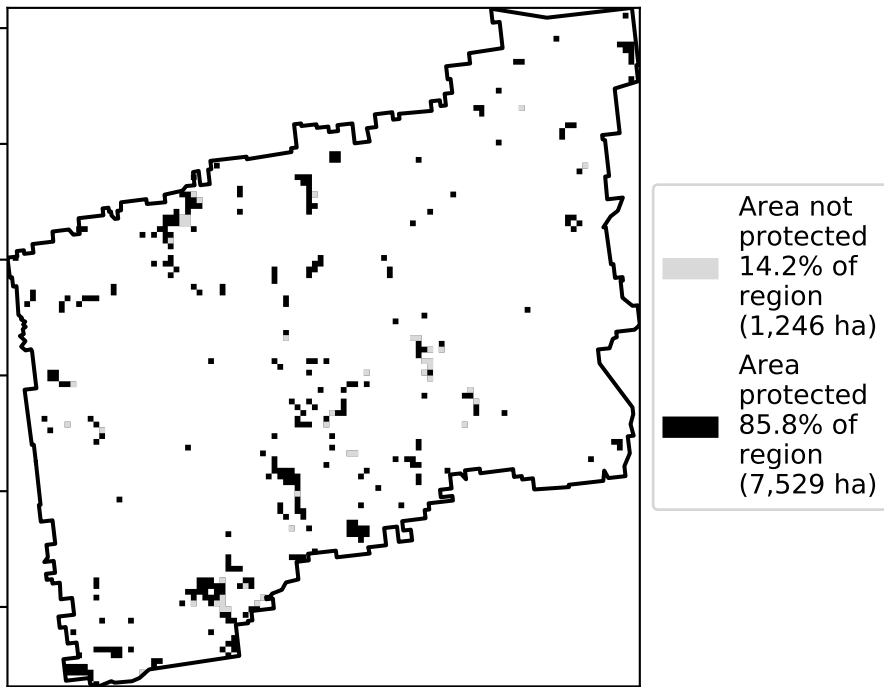 Area not
protected
14.2% of
region
(1,246 ha)
Area
protected
85.8% of
region
(7,529 ha)